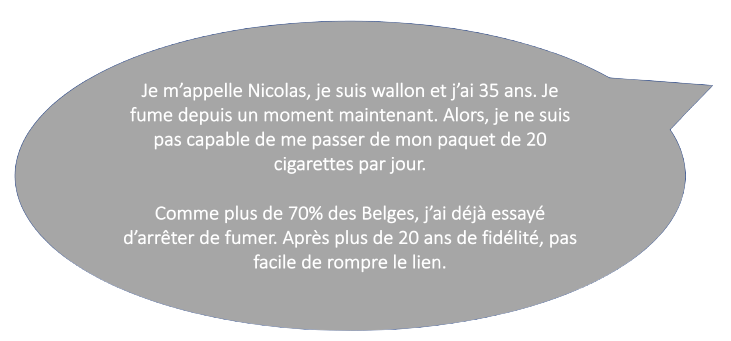 Je m’appelle Nicolas, je suis wallon et j’ai 35 ans. Je
fume depuis un moment maintenant. Alors, je ne suis
pas capable de me passer de mon paquet de 20
cigarettes par jour.
Comme plus de 70% des Belges, j’ai déjà essayé
d’arrêter de fumer. Après plus de 20 ans de fidélité, pas
facile de rompre le lien.